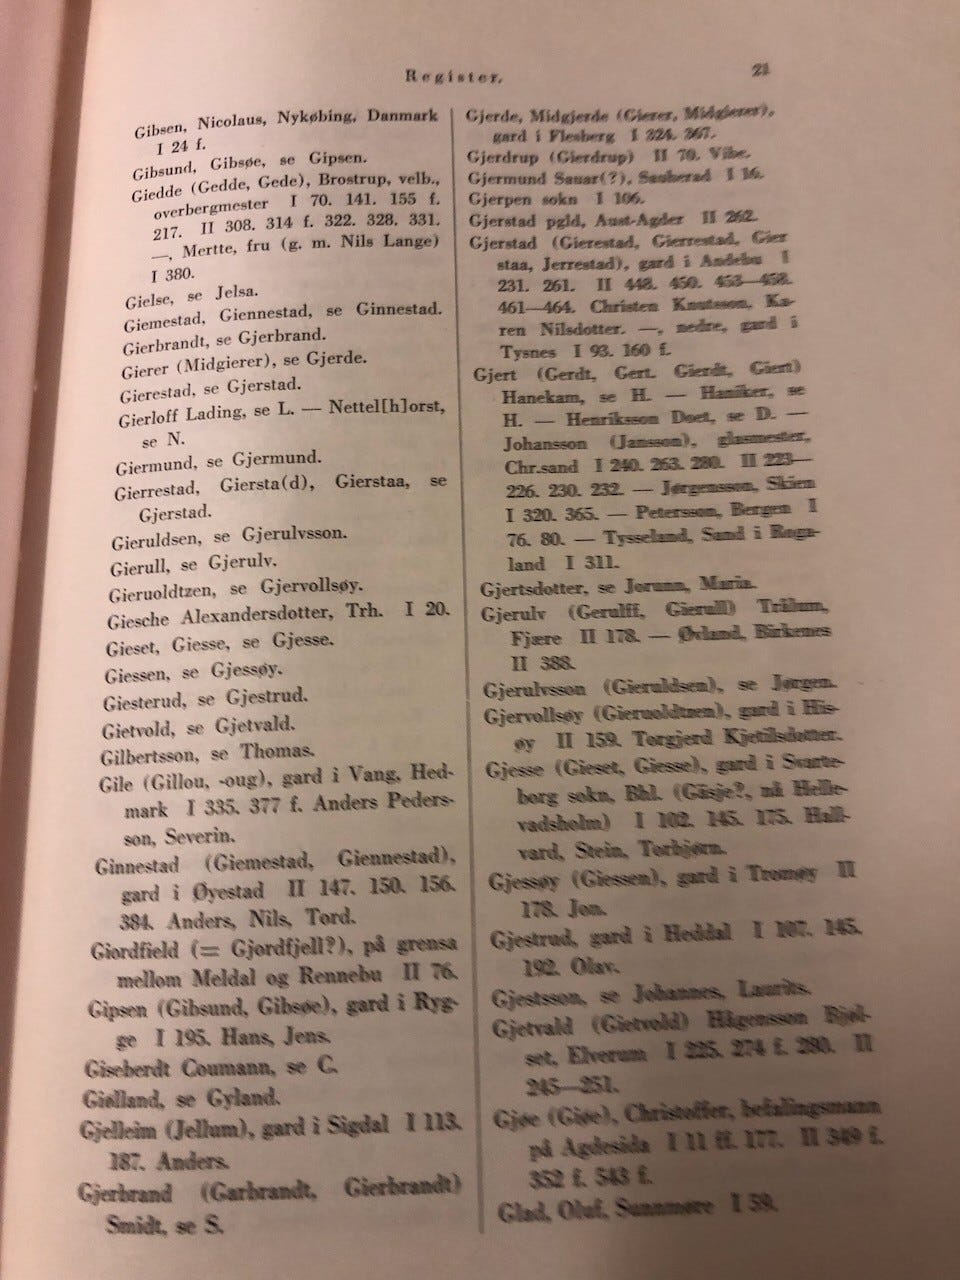 Register.
21
Gibsen, Nicolaus, Nykøbing, Danmark
I 24 f.
Gibsund, Gibsøe, se Gipsen.
Giedde (Gedde, Gede), Brostrup, velb.,
overbergmester I 70. 141. 155 f.
217. II 308. 314 f. 322. 328. 331.
—, Mertte, fru (g. m. Nils Lange)
I 380.
Gielse, se Jelsa.
Giemestad, Giennestad, se Ginnestad.
Gierbrandt, se Gjerbrand.
Gierer (Midgierer), se Gjerde.
Gierestad, se Gjerstad.
Gierloff Lading, se L. — Nettel[h]orst,
se N.
Giermund, se Gjermund.
Gierrestad, Giersta(d), Gierstaa, se
Gjerstad.
Gieruldsen, se Gjerulvsson.
Gierull, se Gjerulv.
Gieruoldtzen, se Gjervollsøy.
Giesche Alexandersdotter, Trh. I 20.
Gieset, Giesse, se Gjesse.
Giessen, se Gjessøy.
Giesterud, se Gjestrud.
Gietvold, se Gjetvald.
Gilbertsson, se Thomas.
Gile (Gillou, -oug), gard i Vang, Hed-
mark I 335. 377 f. Anders Peders-
son, Severin.
Ginnestad (Giemestad, Giennestad),
gard i Øyestad II 147. 150. 156.
384. Anders, Nils, Tord.
Giordfield (= Gjordfjell?), på grensa
mellom Meldal og Rennebu II 76.
Gipsen (Gibsund, Gibsøe), gard i Ryg-
ge I 195. Hans, Jens.
Giseberdt Coumann, se C.
Giølland, se Gyland.
Gjelleim (Jellum), gard i Sigdal I 113.
187. Anders.
Gjerbrand (Garbrandt, Gierbrandt)
Smidt, se S.
Gjerde, Midgjerde (Gierer, Midgierer),
gard i Flesberg I 324. 367.
Gjerdrup (Gierdrup) II 70. Vibe.
Gjermund Sauar(?), Sauherad I 16.
Gjerpen sokn I 106.
Gjerstad pgld, Aust-Agder II 262.
Gjerstad (Gierestad, Gierrestad, Gier
staa, Jerrestad), gard i Andebu I
231. 261. II 448. 450. 453—458.
461—464. Christen Knutsson, Ka-
ren Nilsdotter. —, nedre, gard i
Tysnes I 93. 160 f.
Gjert (Gerdt, Gert, Gierdt, Giert)
Hanekam, se H. — Haniker, se
H. — Henriksson Doet, se D. —
Johansson (Jansson), glasmester,
Chr.sand I 240. 263. 280. II 223—
226. 230. 232. — Jørgensson, Skien
I 320. 365. — Petersson, Bergen I
76. 80. — Tysseland, Sand i Roga-
land I 311.
Gjertsdotter, se Jorunn, Maria.
Gjerulv (Gerulff, Gierull) Trålum,
Fjære II 178. — Øvland, Birkenes
II 388.
Gjerulvsson (Gieruldsen), se Jørgen.
Gjervollsøy (Gieruoldtzen), gard i His-
øy II 159. Torgjerd Kjetilsdotter.
Gjesse (Gieset, Giesse), gard i Svarte-
borg sokn, Bhl. (Gäsje?, nå Helle-
vadsholm) I 102. 145. 175. Hall-
vard, Stein, Torbjørn.
Gjessøy (Giessen), gard i Tromøy II
178. Jon.
Gjestrud, gard i Heddal I 107. 145.
192. Olav.
Gjestsson, se Johannes, Laurits.
Gjetvald (Gietvold) Hågensson Bjøl-
set, Elverum I 225. 274 f. 280. II
245—251.
Gjøe (Giøe), Christoffer, befalingsmann
på Agdesida I 11 ff. 177. II 349 f.
352 f. 543 f.
Glad, Oluf, Sunnmøre I 59.